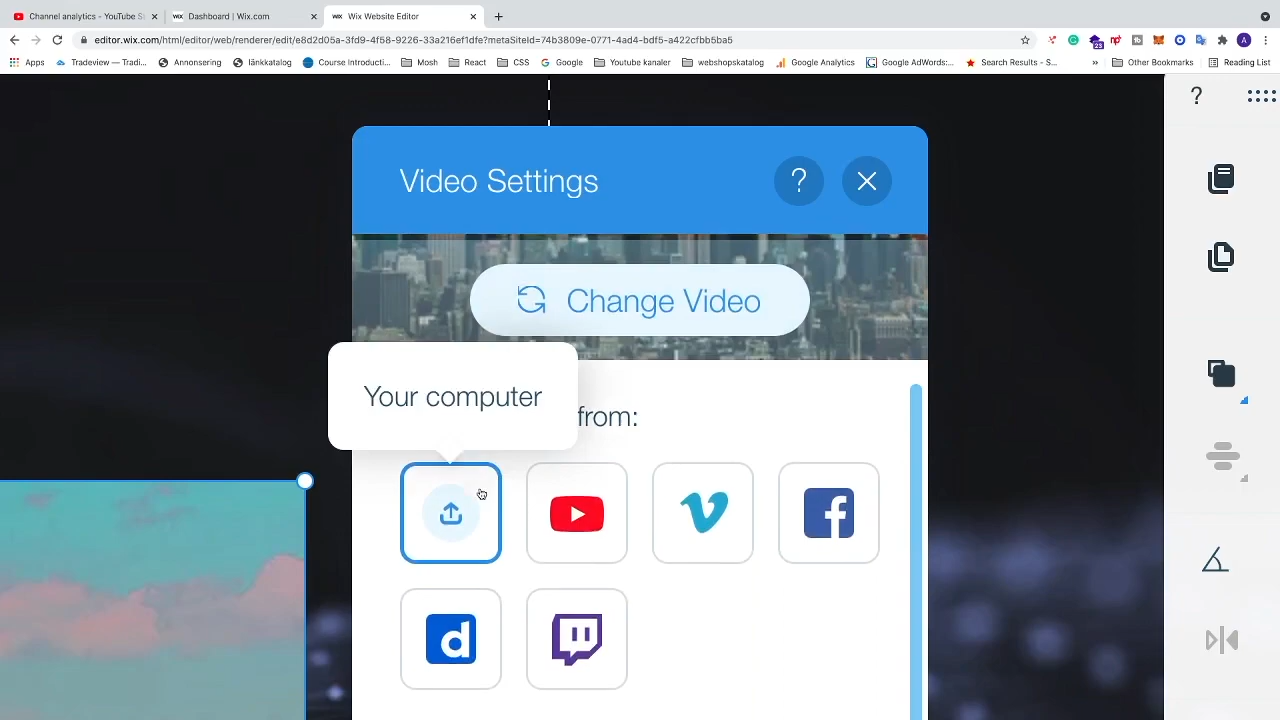 Channel analytics - YouTube St
WiX Dashboard | Wix.com
WiX Wix Website Editor
editor.wix.com/html/editor/web/renderer/edit/e8d2d05a-3fd9-4f58-9226-33a216ef1dfe?metaSiteId=74b3809e-0771-4ad4-bdf5-a422cfbb5ba5
23
A
Apps
Tradeview – Tradi...
Annonsering
länkkatalog
Course Introducti...
Mosh
React
CSS
Google
Youtube kanaler
webshopskatalog
Google Analytics
Google AdWords:...
Search Results - S...
»
Other Bookmarks
Reading List
Video Settings
?
?
Change Video
Your computer
from: